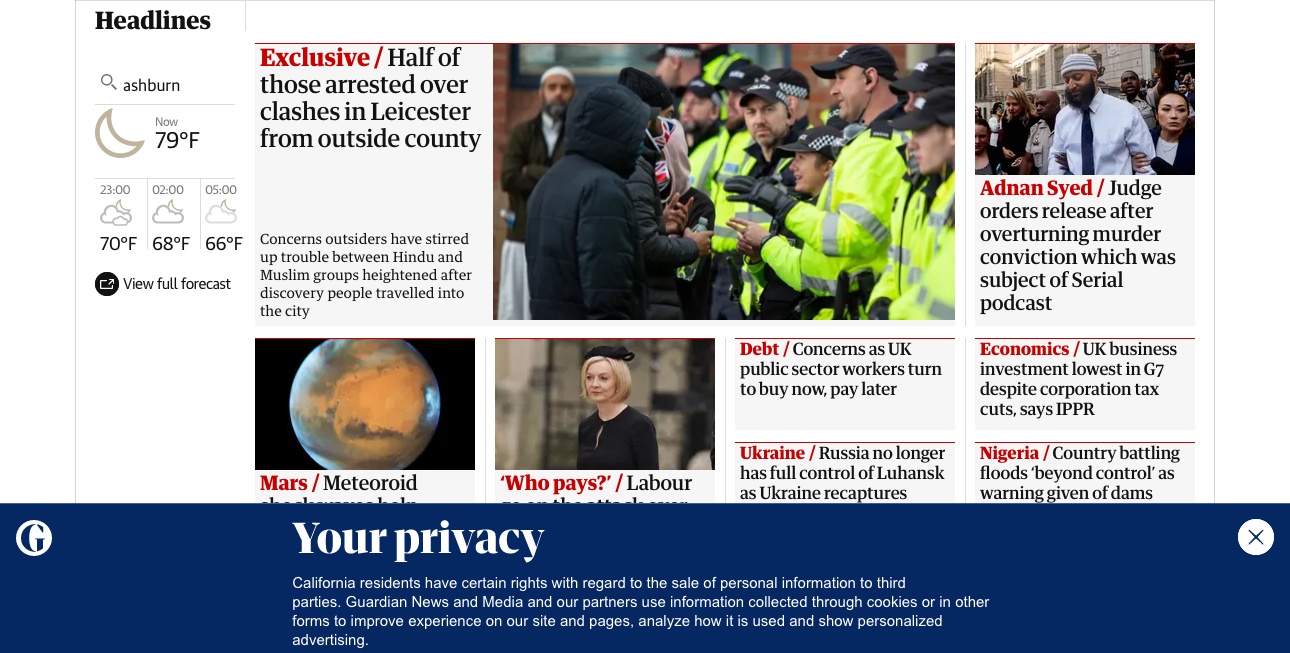 Headlines
ashburn
Now
79°F
23:00
02:00
05:00
70°F
68°F
66°F
View full forecast
Exclusive / Half of
those arrested over
clashes in Leicester
from outside county
Concerns outsiders have stirred
up trouble between Hindu and
Muslim groups heightened after
discovery people travelled into
the city
Adnan Syed / Judge
orders release after
overturning murder
conviction which was
subject of Serial
podcast
Mars / Meteoroid
‘Who pays?’ / Labour
Debt / Concerns as UK
public sector workers turn
to buy now, pay later
Economics / UK business
investment lowest in G7
despite corporation tax
cuts, says IPPR
Ukraine / Russia no longer
has full control of Luhansk
as Ukraine recaptures
Nigeria / Country battling
floods ‘beyond control’ as
warning given of dams
G
Your privacy
California residents have certain rights with regard to the sale of personal information to third
parties. Guardian News and Media and our partners use information collected through cookies or in other
forms to improve experience on our site and pages, analyze how it is used and show personalized
advertising.